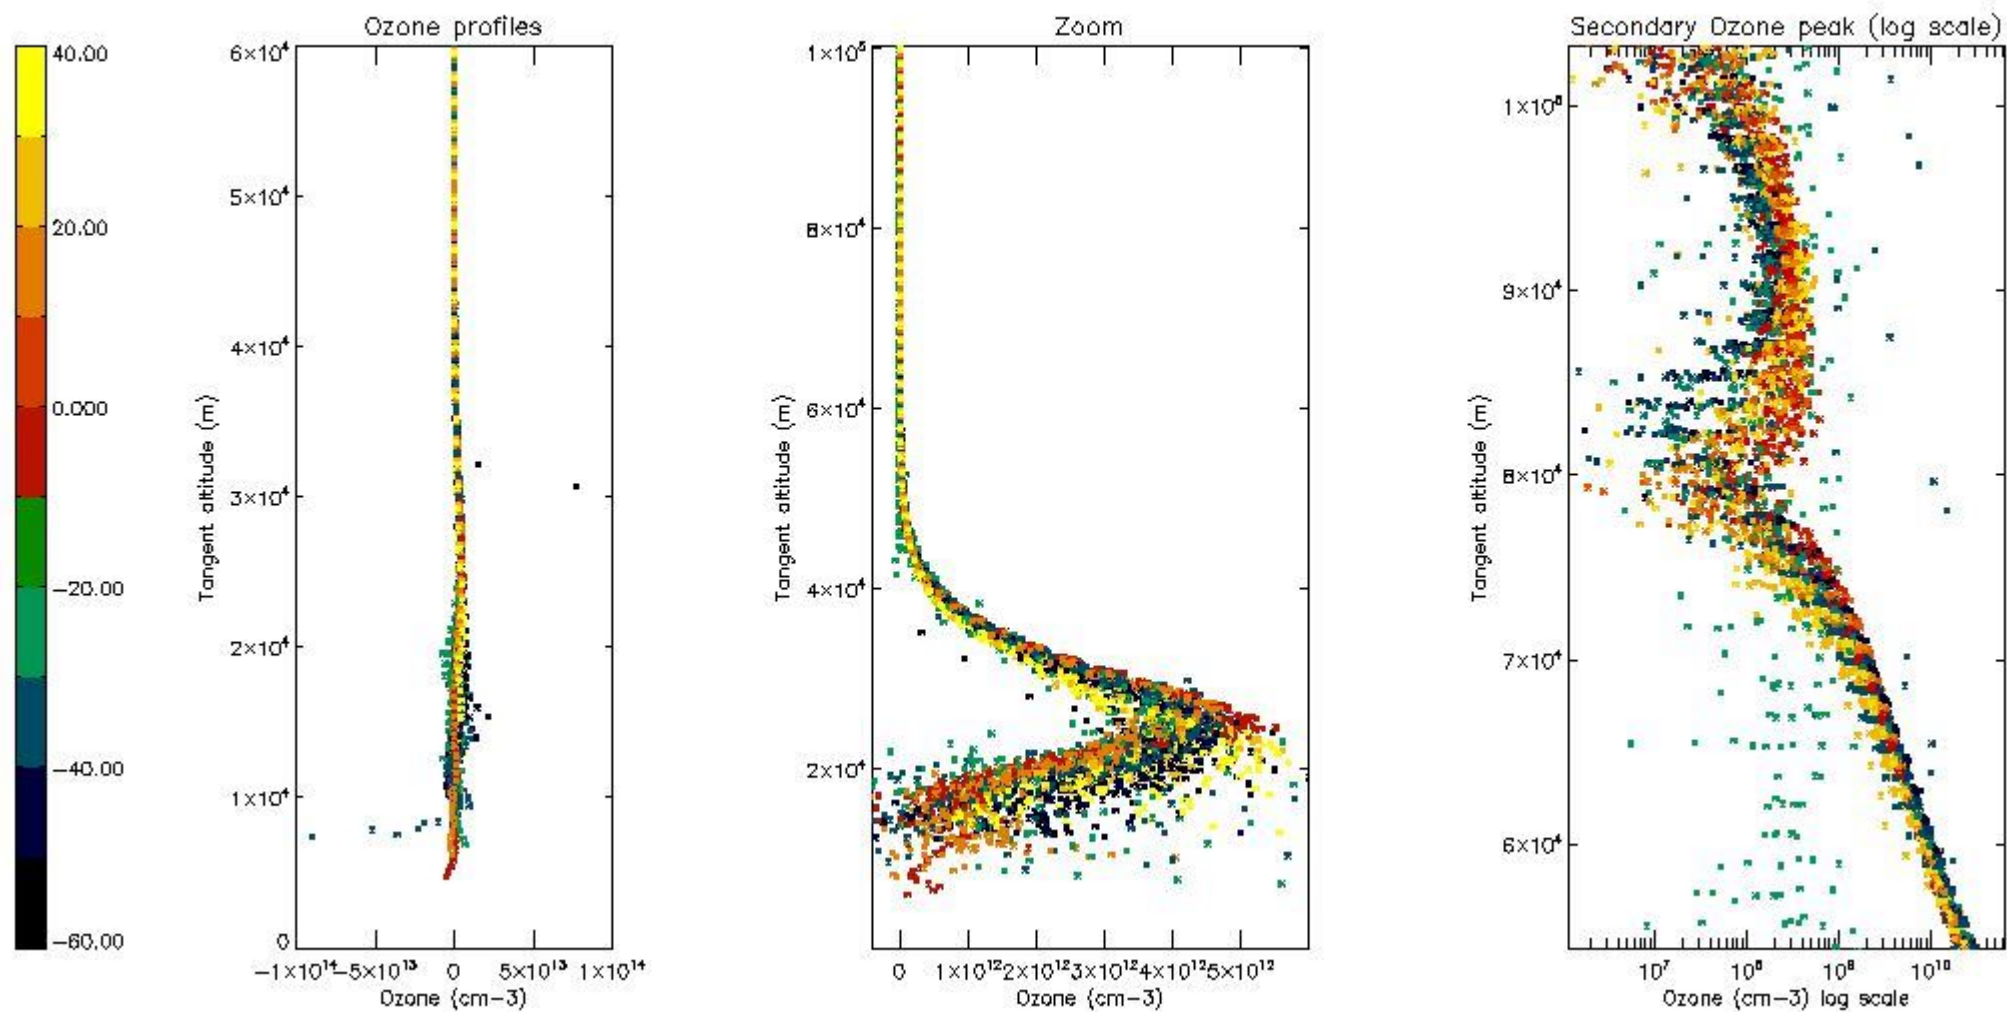 Ozone profiles
Zoom
Secondary Ozone peak (log scale)
40.00
20.00
0.000
−20.00
−40.00
−60.00
6×10⁴
5×10⁴
4×10⁴
3×10⁴
2×10⁴
1×10⁴
0
Tangent altitude (m)
−1×10¹⁴ −5×10¹³ 0 5×10¹³ 1×10¹⁴
Ozone (cm−3)
1×10⁵
8×10⁴
6×10⁴
4×10⁴
2×10⁴
Tangent altitude (m)
0 1×10¹² 2×10¹² 3×10¹² 4×10¹² 5×10¹²
Ozone (cm−3)
1×10⁵
9×10⁴
8×10⁴
7×10⁴
6×10⁴
Tangent altitude (m)
10⁷ 10⁸ 10⁹ 10¹⁰
Ozone (cm−3) log scale